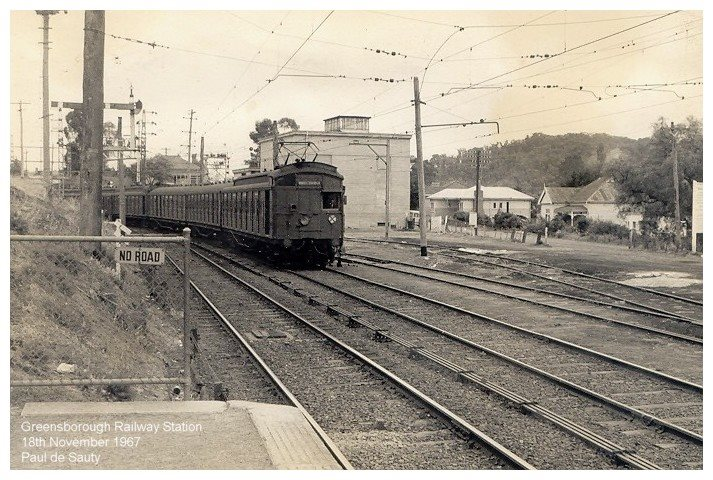 NO ROAD
Greensborough Railway Station
18th November 1967
Paul de Sauty